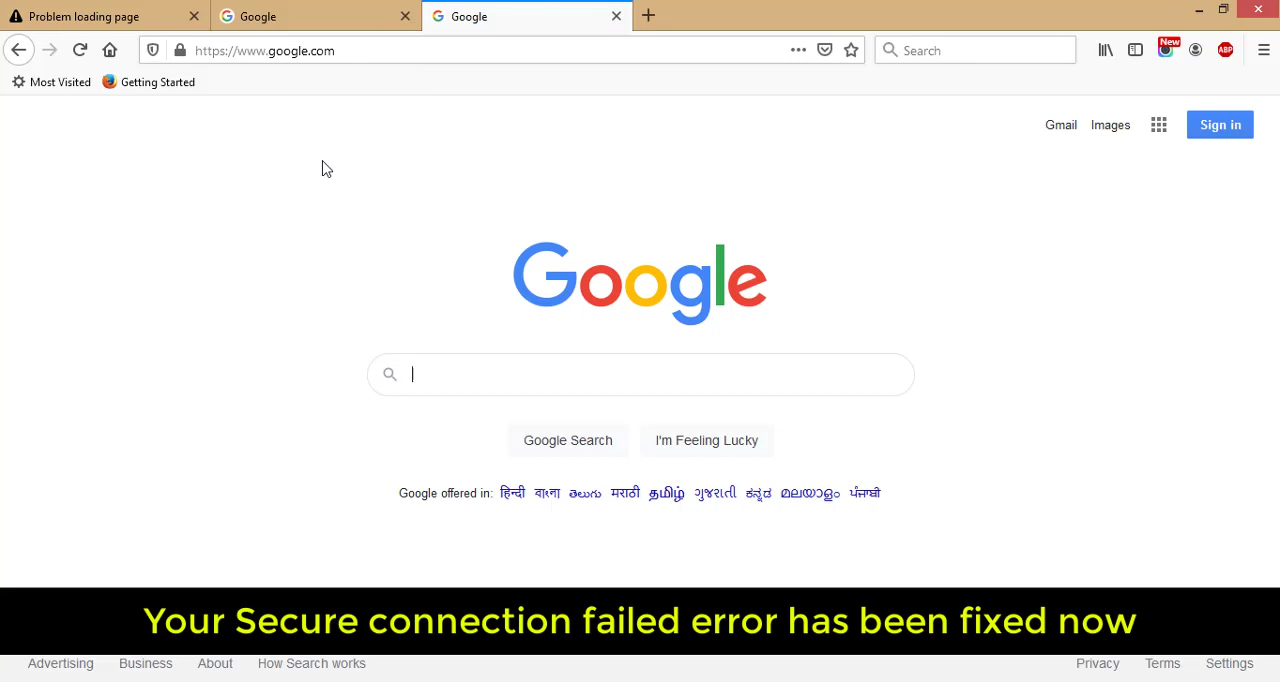 Problem loading page
Google
Google
https://www.google.com
Search
New
ABP
Most Visited
Getting Started
Gmail
Images
Sign in
Google
Google Search
I'm Feeling Lucky
Google offered in: हिन्दी বাংলা తెలుగు मराठी தமிழ் ગુજરાતી ಕನ್ನಡ മലയാളം ਪੰਜਾਬੀ
Your Secure connection failed error has been fixed now
Advertising Business About How Search works
Privacy Terms Settings